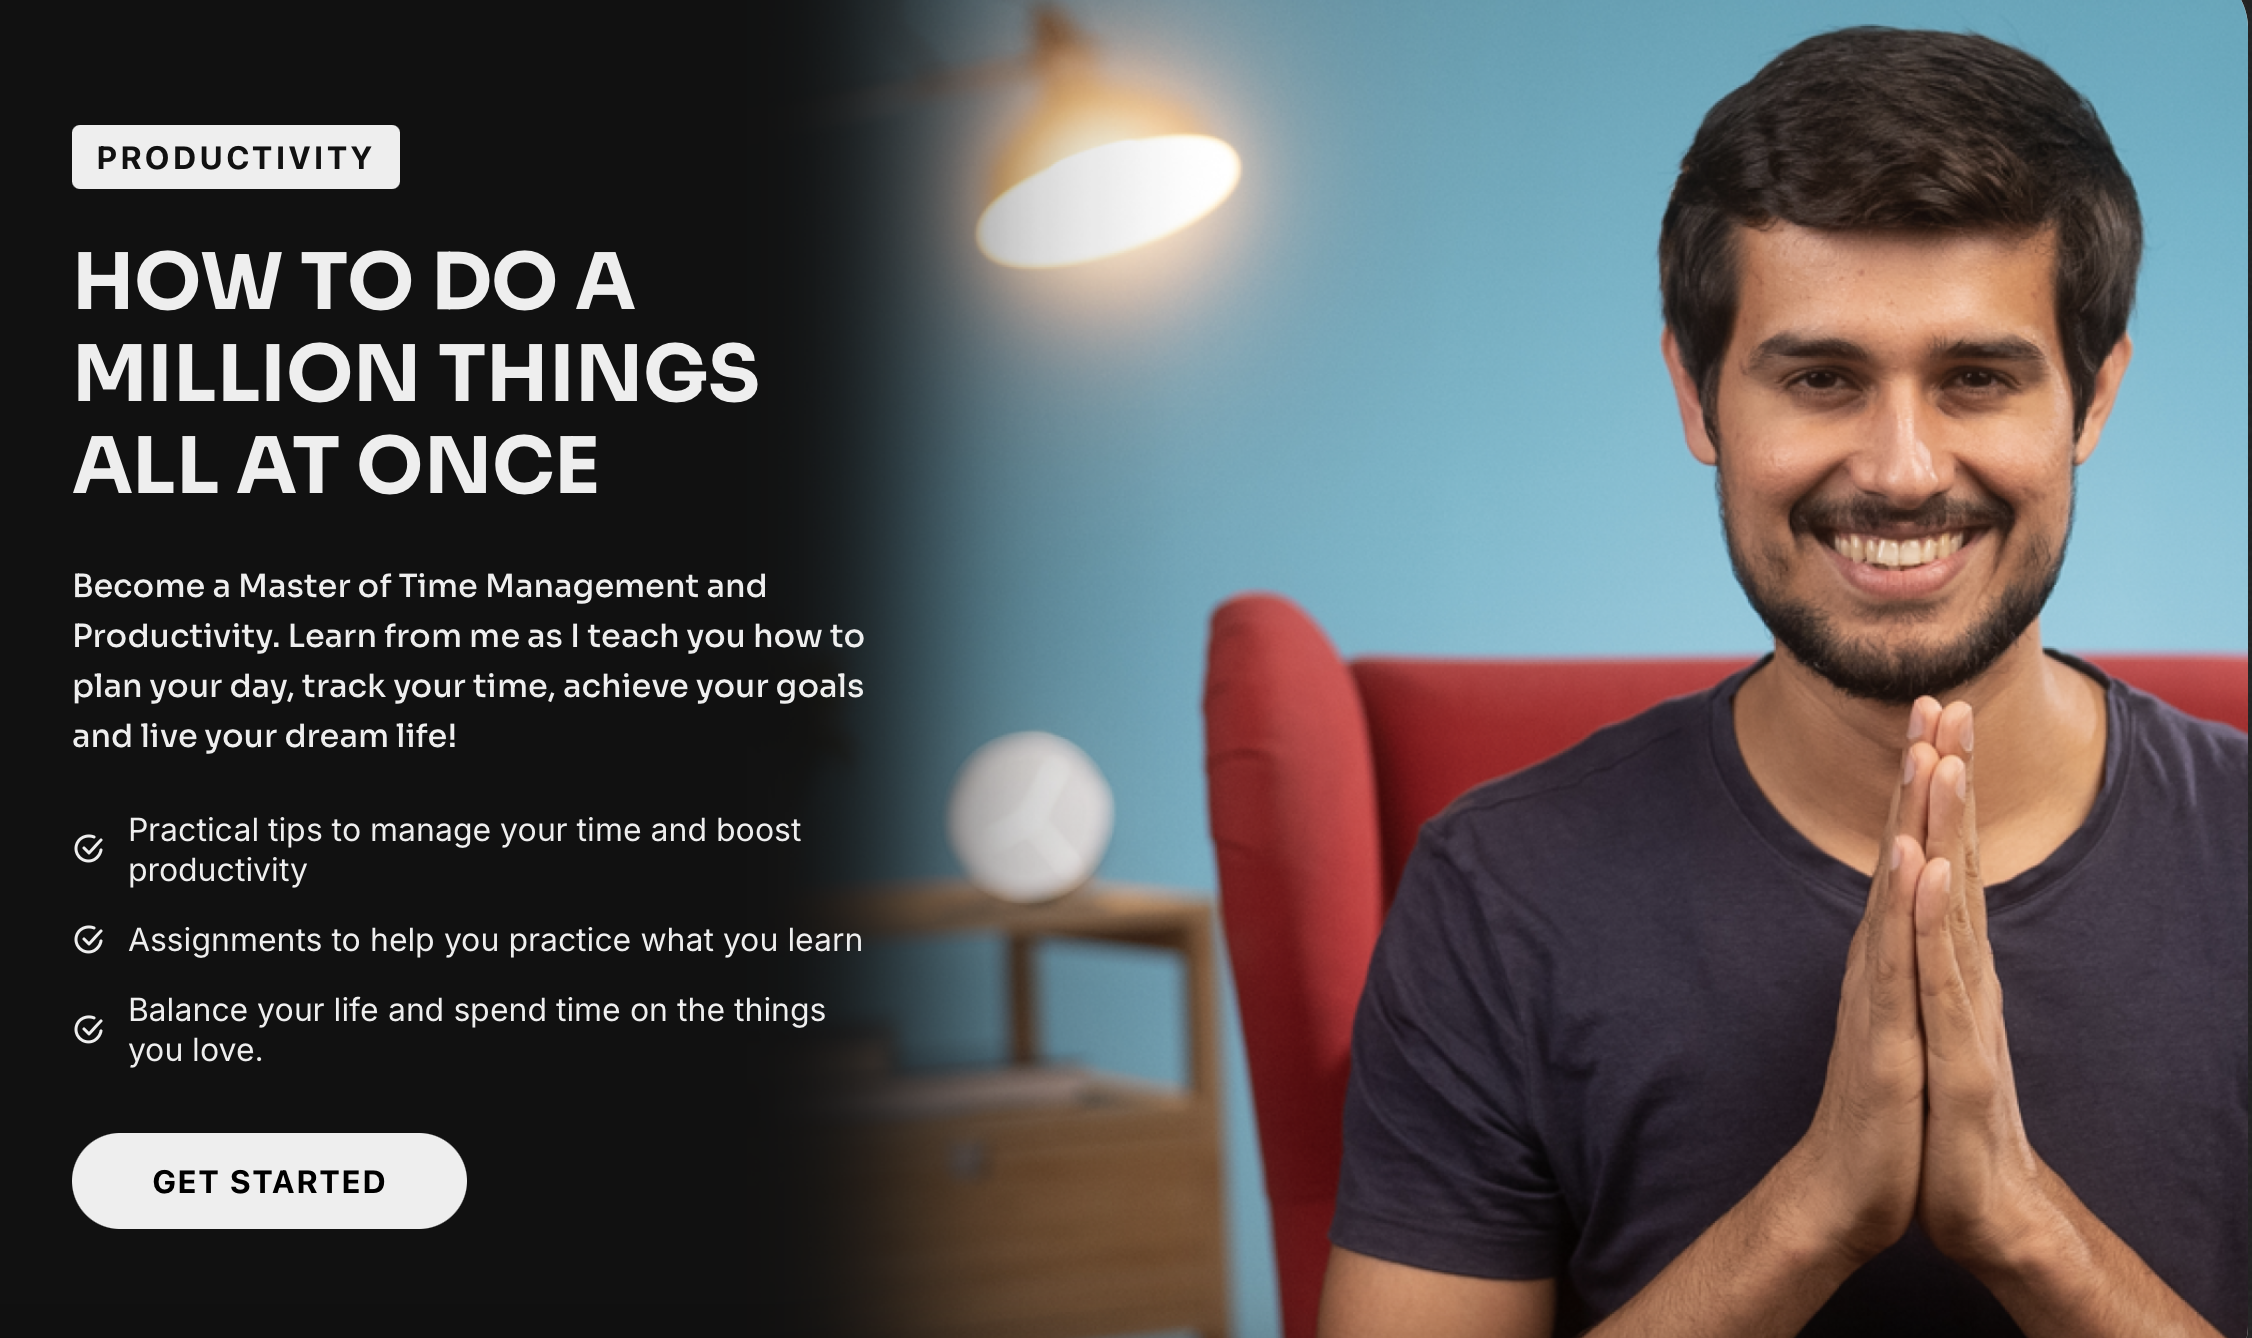 PRODUCTIVITY
HOW TO DO A
MILLION THINGS
ALL AT ONCE
Become a Master of Time Management and
Productivity. Learn from me as I teach you how to
plan your day, track your time, achieve your goals
and live your dream life!
Practical tips to manage your time and boost
productivity
Assignments to help you practice what you learn
Balance your life and spend time on the things
you love.
GET STARTED